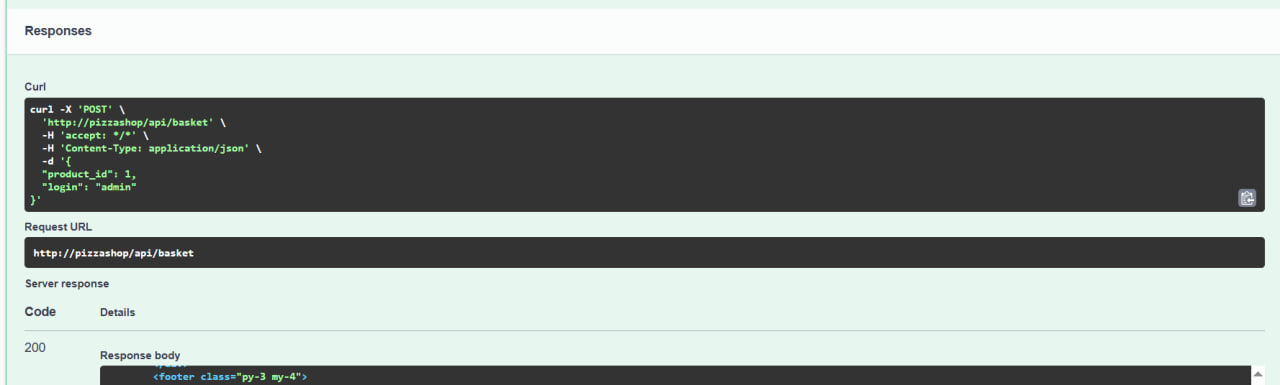 Responses
Curl
curl -X 'POST' \
'http://pizzashop/api/basket' \
-H 'accept: */*' \
-H 'Content-Type: application/json' \
-d '{
"product_id": 1,
"login": "admin"
}'
Request URL
http://pizzashop/api/basket
Server response
Code Details
200
Response body
<footer class="py-3 my-4">